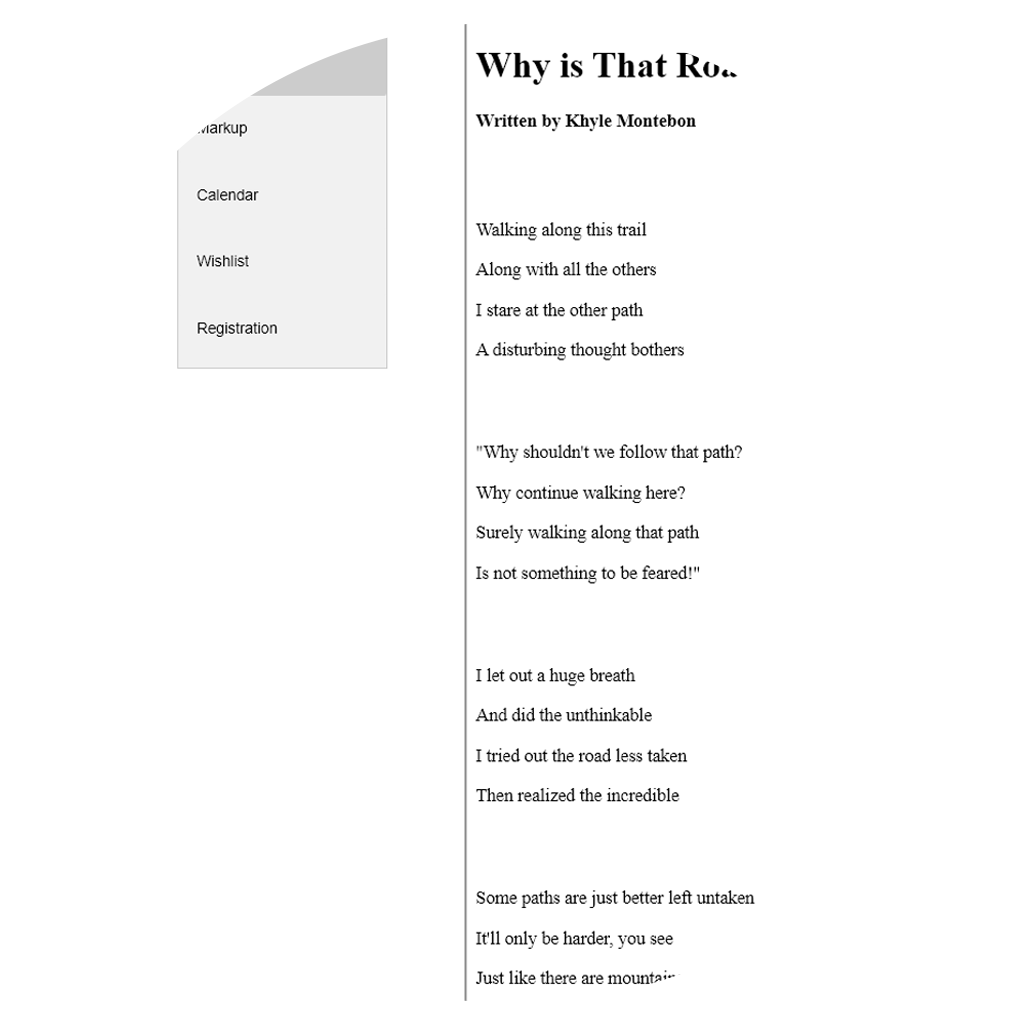 Markup
Calendar
Wishlist
Registration
Why is That
Written by Khyle Montebon
Walking along this trail
Along with all the others
I stare at the other path
A disturbing thought bothers
"Why shouldn't we follow that path?
Why continue walking here?
Surely walking along that path
Is not something to be feared!"
I let out a huge breath
And did the unthinkable
I tried out the road less taken
Then realized the incredible
Some paths are just better left untaken
It'll only be harder, you see
Just like there are